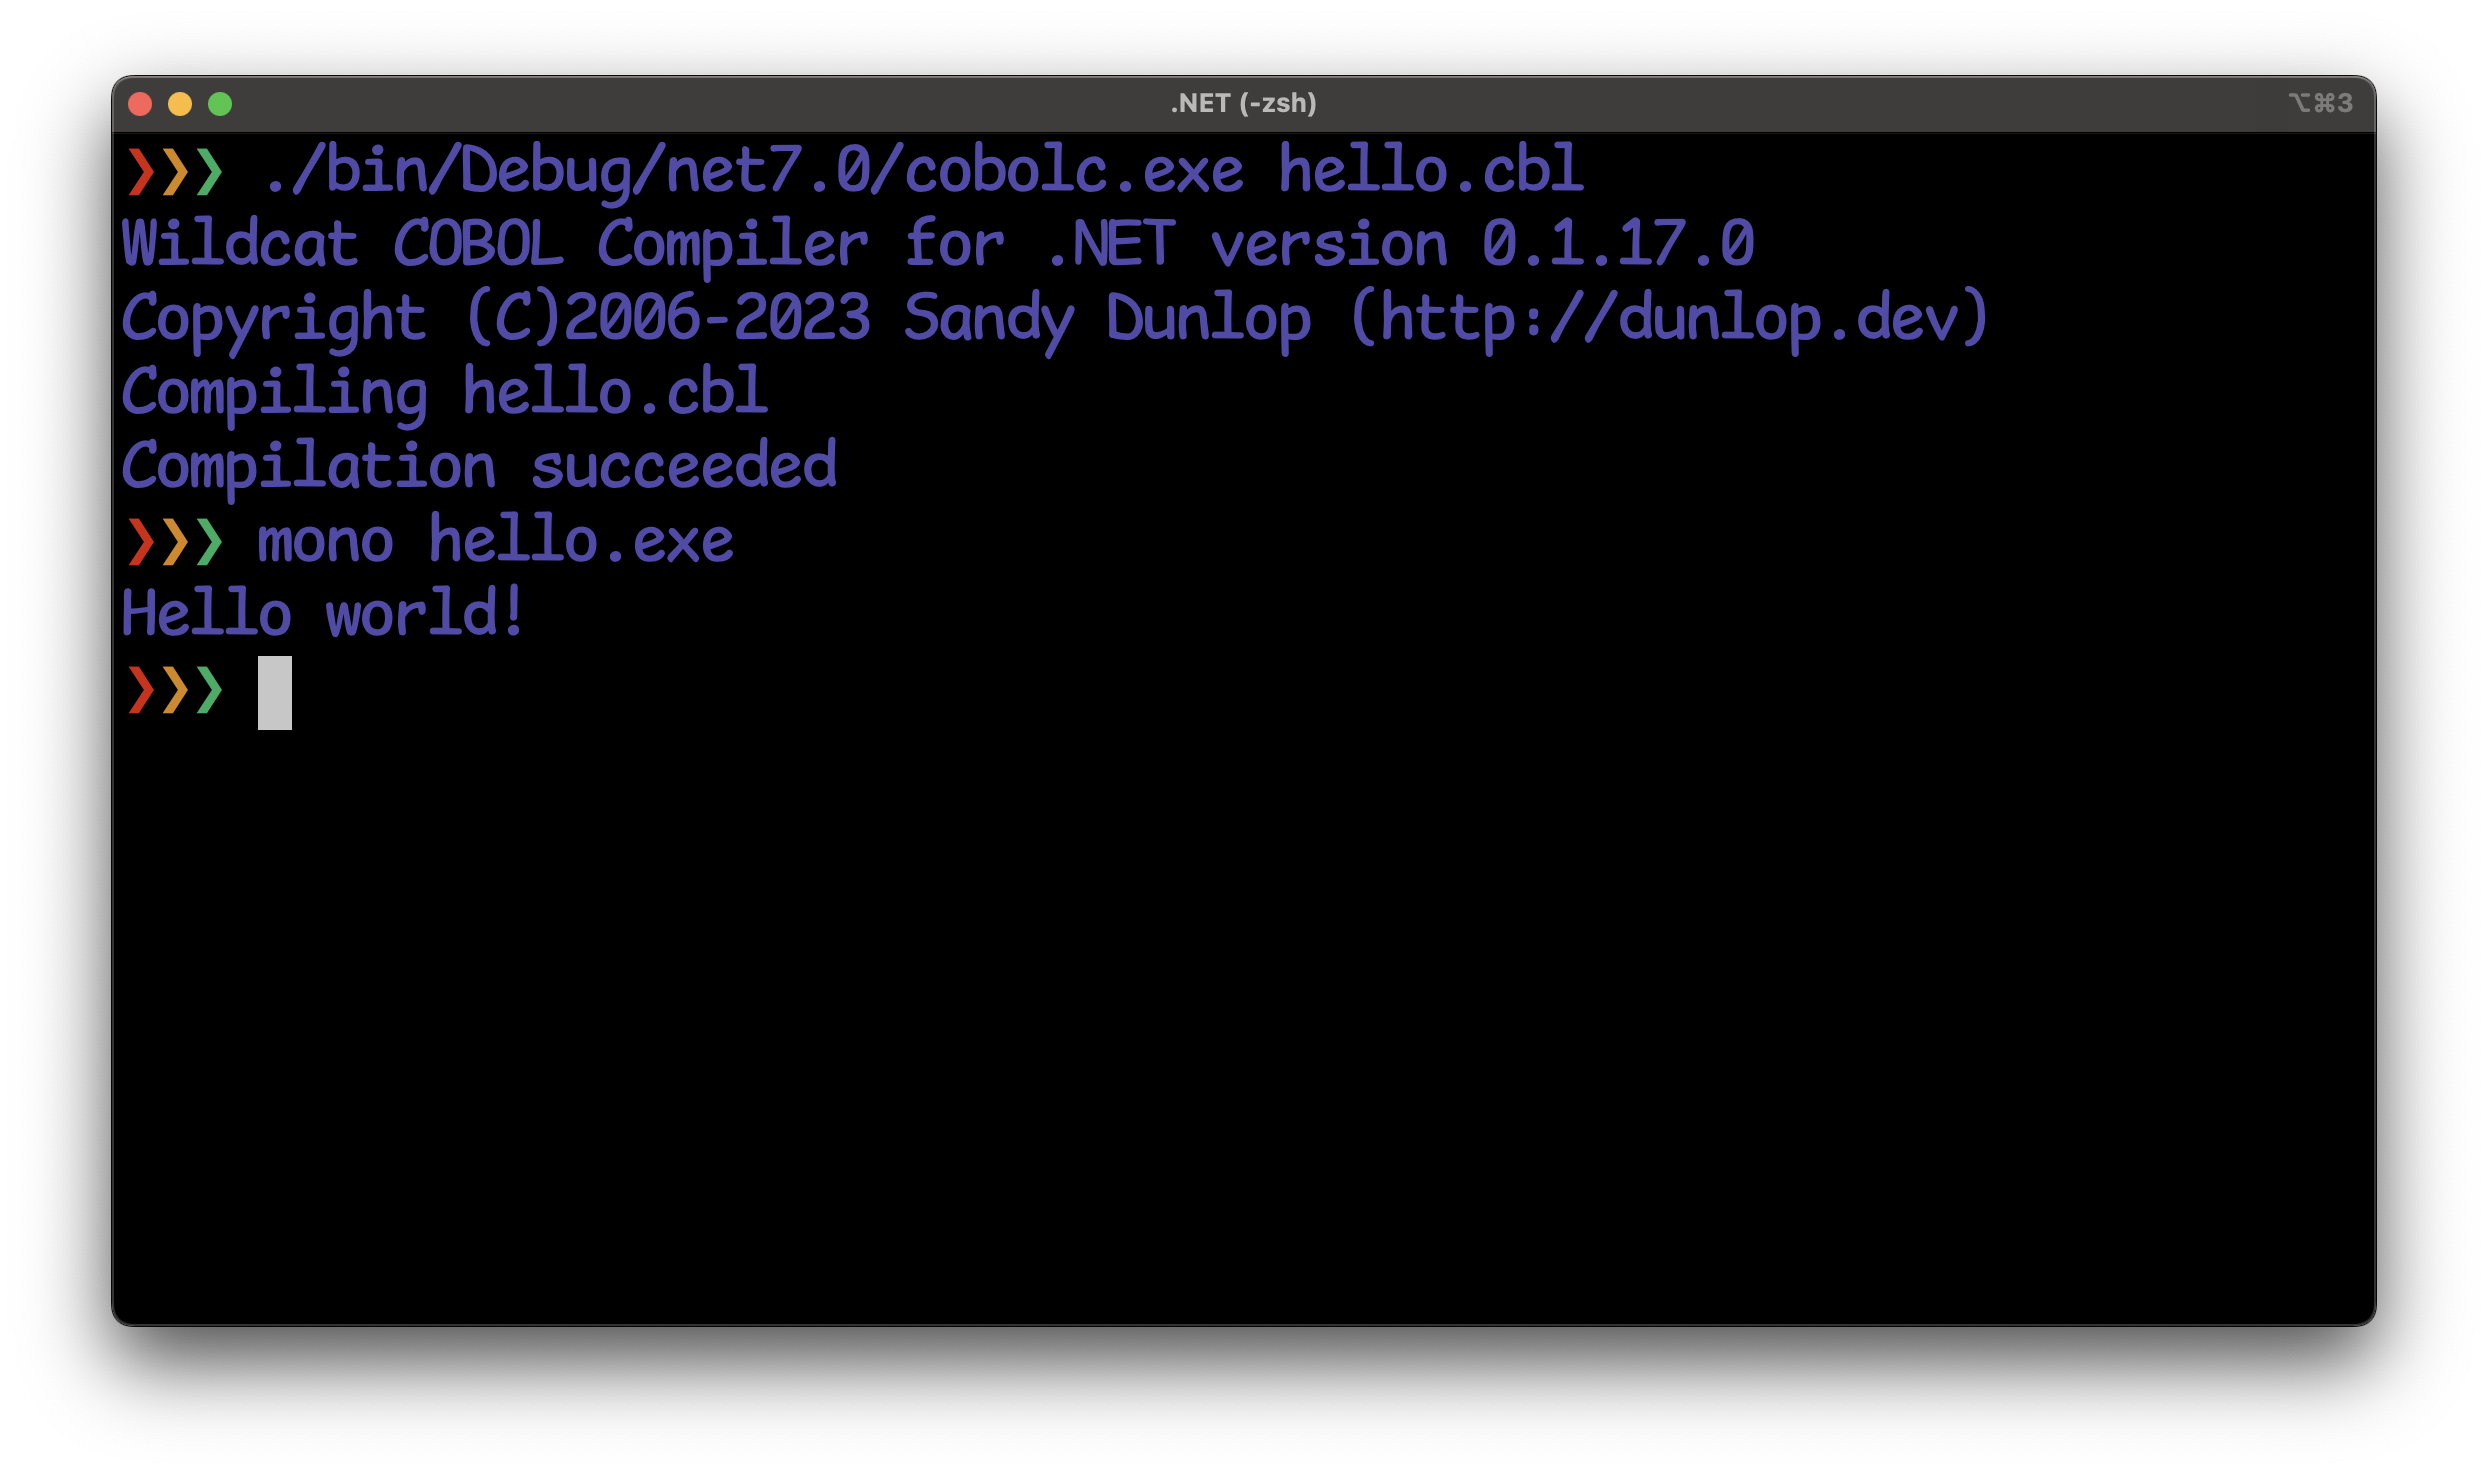 .NET (-zsh) ⌥⌘3
❯❯❯ ./bin/Debug/net7.0/cobolc.exe hello.cbl
Wildcat COBOL Compiler for .NET version 0.1.17.0
Copyright (C)2006-2023 Sandy Dunlop (http://dunlop.dev)
Compiling hello.cbl
Compilation succeeded
❯❯❯ mono hello.exe
Hello world!
❯❯❯